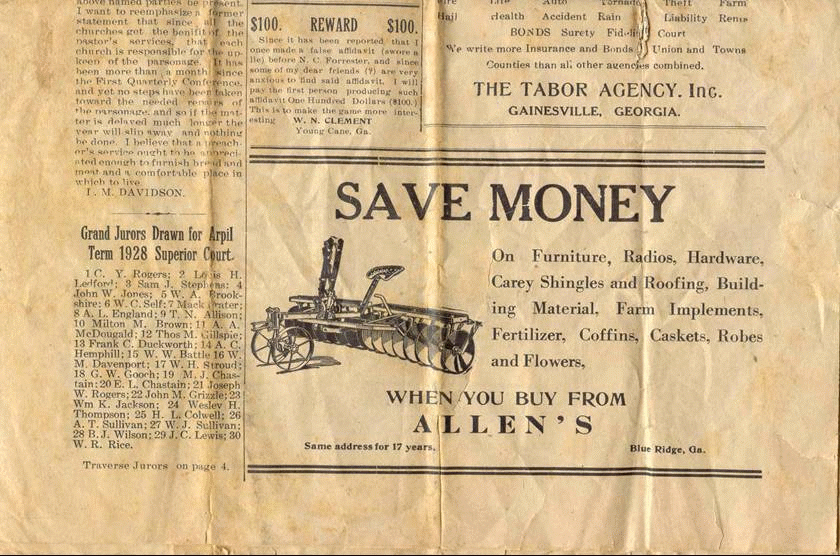 above named parties be present.
I want to reemphasize a former
statement that since all the
churches get the benifit of the
pastor's services, that each
church is responsible for the up-
keep of the parsonage. It has
been more than a month since
the First Quarterly Conference,
and yet no steps have been taken
toward the needed repairs of
the parsonage, and so if the mat-
ter is delayed much longer the
year will slip away and nothing
be done. I believe that a preach-
er's service ought to be appreci-
ated enough to furnish bread and
meat and a comfortable place in
which to live.
I. M. DAVIDSON.
Grand Jurors Drawn for Arpil
Term 1928 Superior Court.
1 C. Y. Rogers; 2 Lewis H.
Ledford; 3 Sam J. Stephens: 4
John W. Jones; 5 W. A. Brook-
shire; 6 W. C. Self; 7 Mack
8 A. L. England; 9 T. N. Allison;
10 Milton M. Brown; 11 A. A.
McDougald; 12 Thos M. Gillspie;
13 Frank C. Duckworth; 14 A. C.
Hemphill; 15 W. W. Battle 16 W.
M. Davenport; 17 W. H. Stroud;
18 G. W. Gooch; 19 M. J. Chas-
tain; 20 E. L. Chastain; 21 Joseph
W. Rogers; 22 John M. Grizzle; 23
Wm K. Jackson; 24 Wesley H.
Thompson; 25 H. L. Colwell; 26
A. T. Sullivan; 27 W. J. Sullivan;
28 B. J. Wilson; 29 J. C. Lewis; 30
W. R. Rice.
Traverse Jurors on page 4.
$100. REWARD $100.
Since it has been reported that I
once made a false affidavit (swore a
lie) before N. C. Forrester, and since
some of my dear friends (?) are very
anxious to find said affidavit. I will
pay the first person producing such
affidavit One Hundred Dollars ($100.)
This is to make the game more inter-
esting W. N. CLEMENT
Young Cane, Ga.
Fire Life Auto Tornado Theft Farm
Hail Health Accident Rain Liability Rents
BONDS Surety Fidelity Court
We write more Insurance and Bonds Union and Towns
Counties than all other agencies combined.
THE TABOR AGENCY. Inc.
GAINESVILLE, GEORGIA.
SAVE MONEY
On Furniture, Radios, Hardware,
Carey Shingles and Roofing, Build-
ing Material, Farm Implements,
Fertilizer, Coffins, Caskets, Robes
and Flowers,
WHEN YOU BUY FROM
ALLEN'S
Same address for 17 years.
Blue Ridge, Ga.